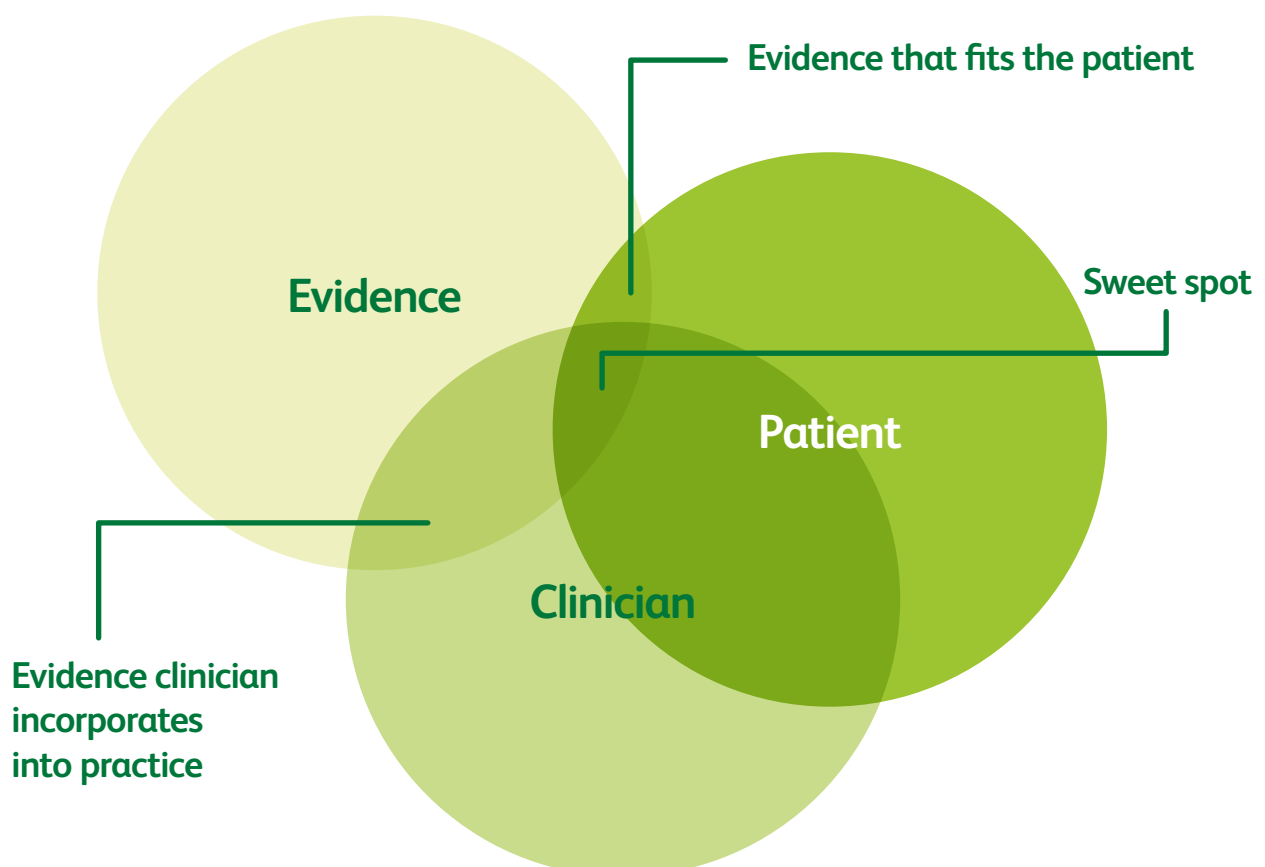 Evidence that fits the patient
Sweet spot
Evidence
Patient
Clinician
Evidence clinician
incorporates
into practice